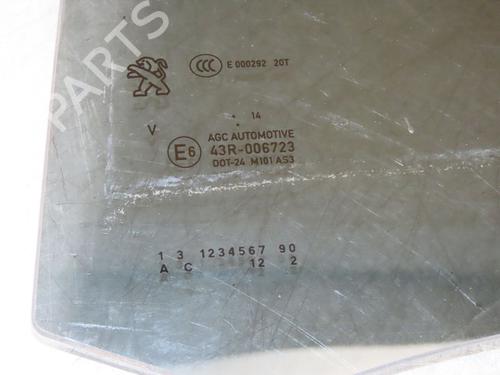 PARTS
CCC E 000292 20T
. . 14
V
AGC AUTOMOTIVE
E6 43R-006723
DOT-24 M101 AS3
1 3 1234567 90
A C 12 2